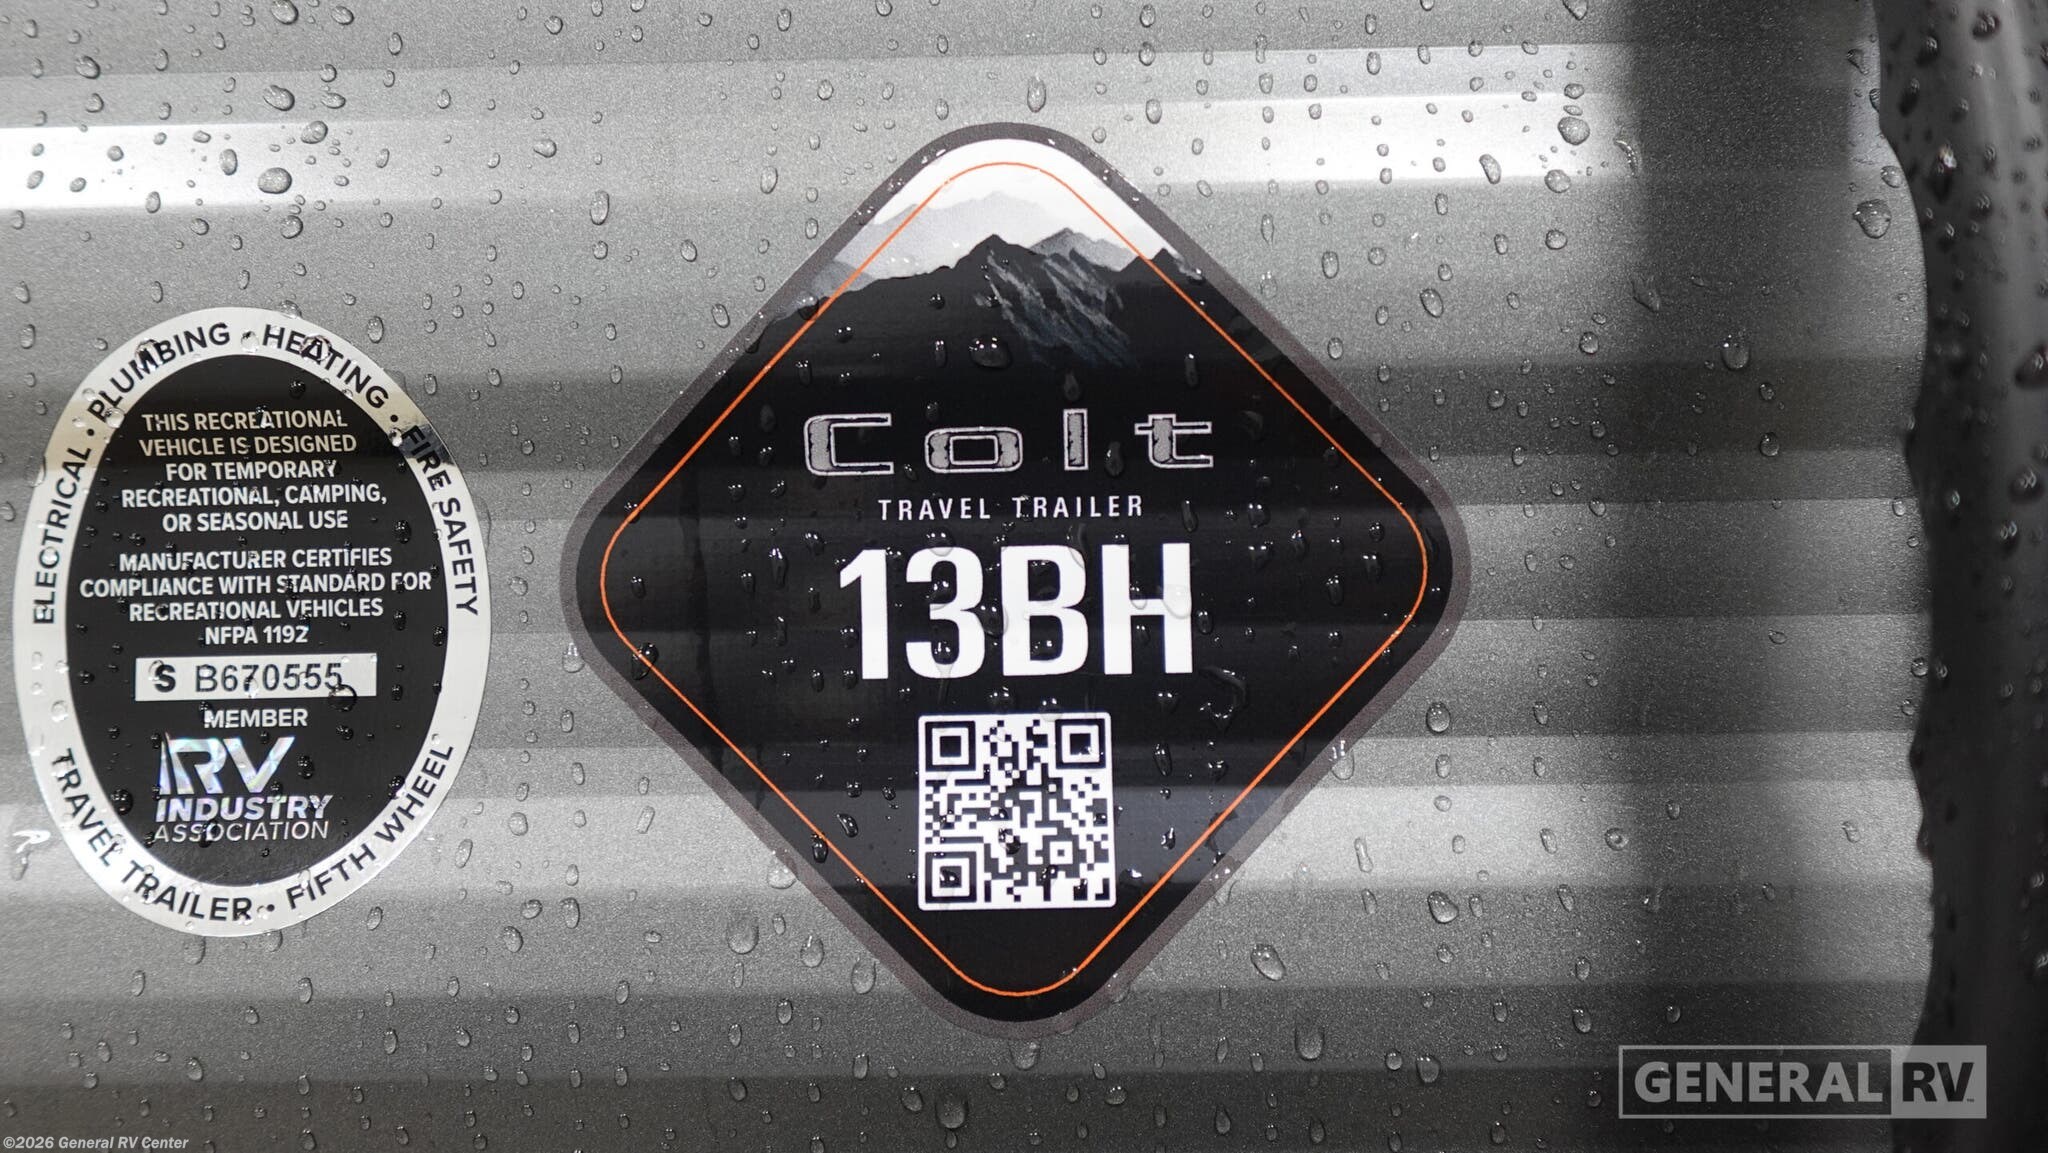 ELECTRICAL · PLUMBING · HEATING · FIRE SAFETY
THIS RECREATIONAL
VEHICLE IS DESIGNED
FOR TEMPORARY
RECREATIONAL, CAMPING,
OR SEASONAL USE
MANUFACTURER CERTIFIES
COMPLIANCE WITH STANDARD FOR
RECREATIONAL VEHICLES
NFPA 1192
S B670555
MEMBER
RV
INDUSTRY
ASSOCIATION
TRAVEL TRAILER · FIFTH WHEEL
Colt
TRAVEL TRAILER
13BH
GENERAL RV
©2026 General RV Center